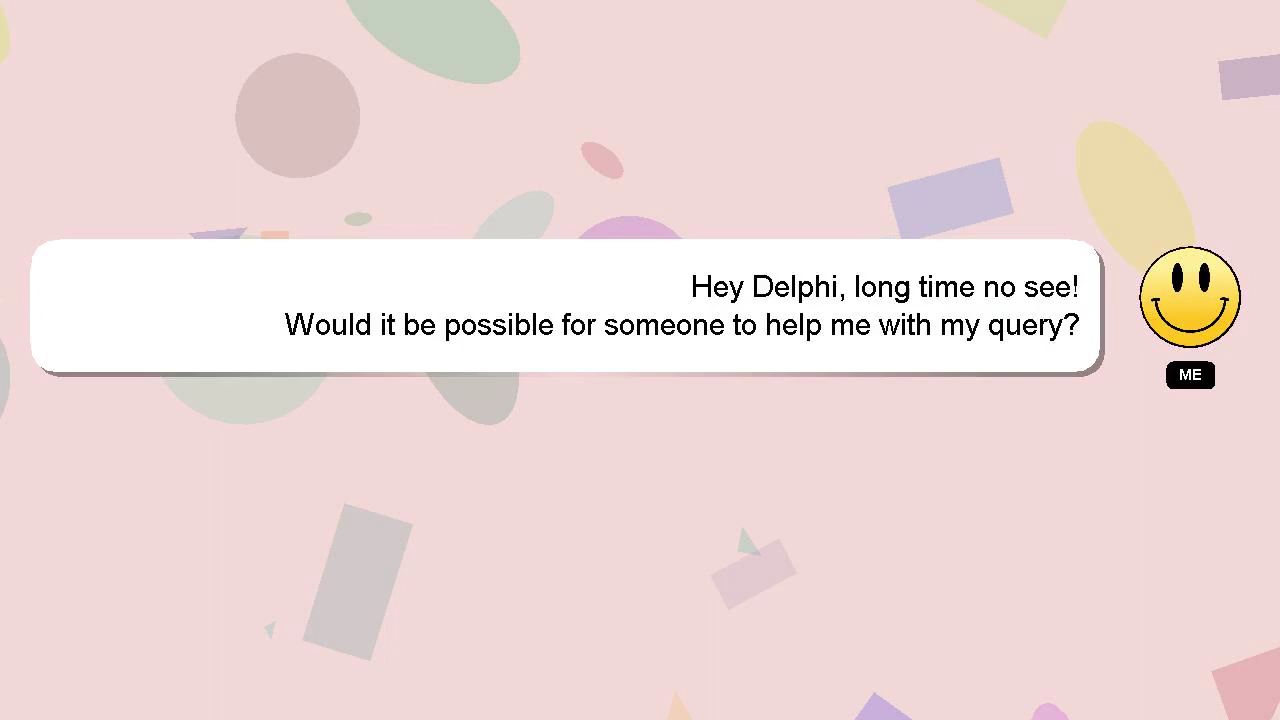 Hey Delphi, long time no see!
Would it be possible for someone to help me with my query?
ME